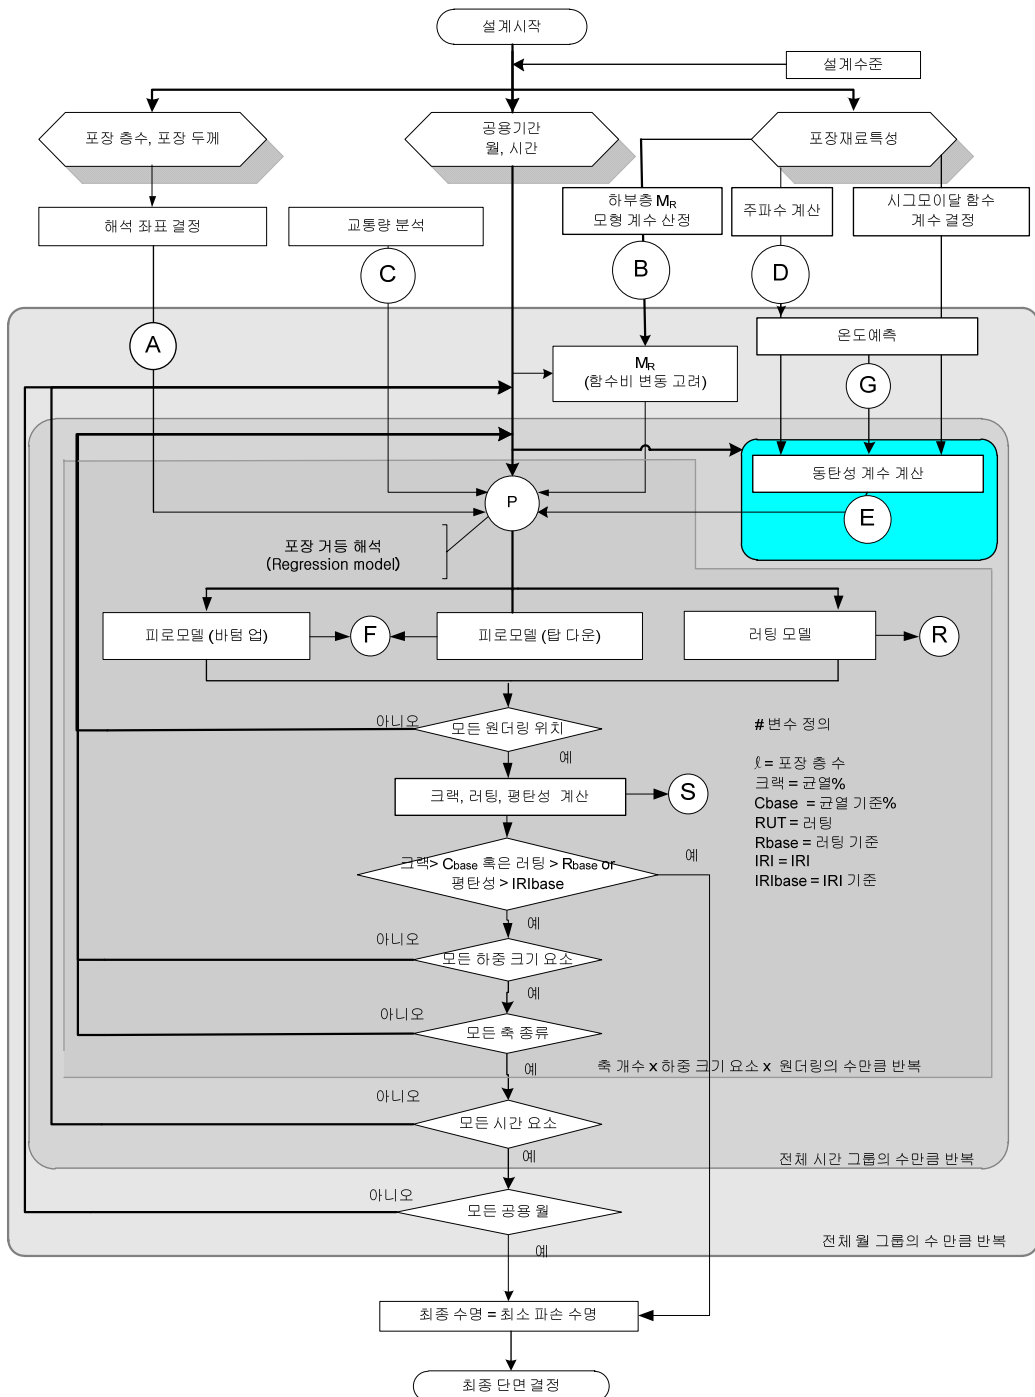 설계시작
설계수준
포장 층수, 포장 두께
공용기간
월, 시간
포장재료특성
해석 좌표 결정
교통량 분석
하부층 MR
모형 계수 산정
주파수 계산
시그모이달 함수
계수 결정
C
B
D
A
온도예측
MR
(함수비 변동 고려)
G
동탄성 계수 계산
P
E
포장 거등 해석
(Regression model)
피로모델 (바텀 업)
F
피로모델 (탑 다운)
러팅 모델
R
아니오
모든 원더링 위치
예
# 변수 정의
ℓ = 포장 층 수
크랙 = 균열%
Cbase = 균열 기준%
RUT = 러팅
Rbase = 러팅 기준
IRI = IRI
IRIbase = IRI 기준
크랙, 러팅, 평탄성 계산
S
크랙> Cbase 혹은 러팅 > Rbase or
평탄성 > IRIbase
예
예
아니오
모든 하중 크기 요소
예
아니오
모든 축 종류
예
축 개수 x 하중 크기 요소 x 원더링의 수만큼 반복
아니오
모든 시간 요소
예
전체 시간 그룹의 수만큼 반복
아니오
모든 공용 월
예
전체 월 그룹의 수 만큼 반복
최종 수명 = 최소 파손 수명
최종 단면 결정